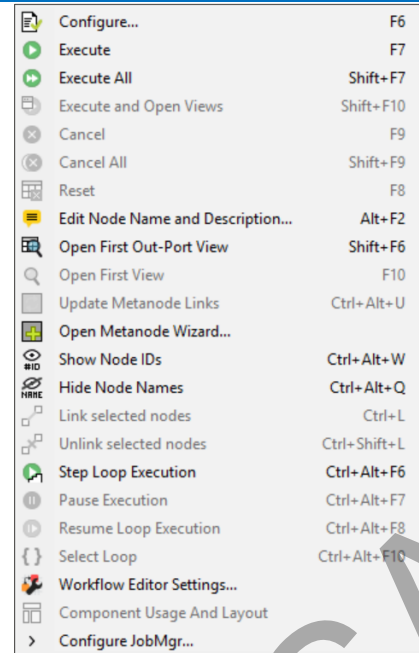 Configure... F6
Execute F7
Execute All Shift+F7
Execute and Open Views Shift+F10
Cancel F9
Cancel All Shift+F9
Reset F8
Edit Node Name and Description... Alt+F2
Open First Out-Port View Shift+F6
Open First View F10
Update Metanode Links Ctrl+Alt+U
Open Metanode Wizard...
#ID Show Node IDs Ctrl+Alt+W
NAME Hide Node Names Ctrl+Alt+Q
Link selected nodes Ctrl+L
Unlink selected nodes Ctrl+Shift+L
Step Loop Execution Ctrl+Alt+F6
Pause Execution Ctrl+Alt+F7
Resume Loop Execution Ctrl+Alt+F8
{ } Select Loop Ctrl+Alt+F10
Workflow Editor Settings...
Component Usage And Layout
> Configure JobMgr...